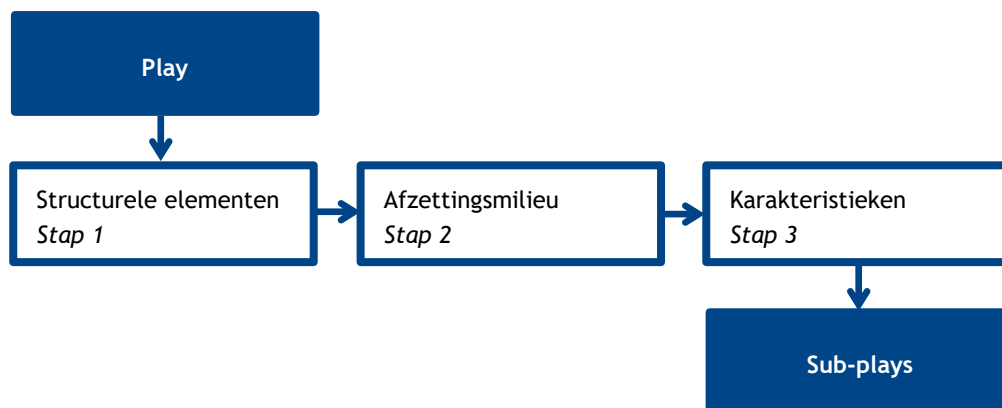 Play
Structurele elementen
Stap 1
Afzettingsmilieu
Stap 2
Karakteristieken
Stap 3
Sub-plays